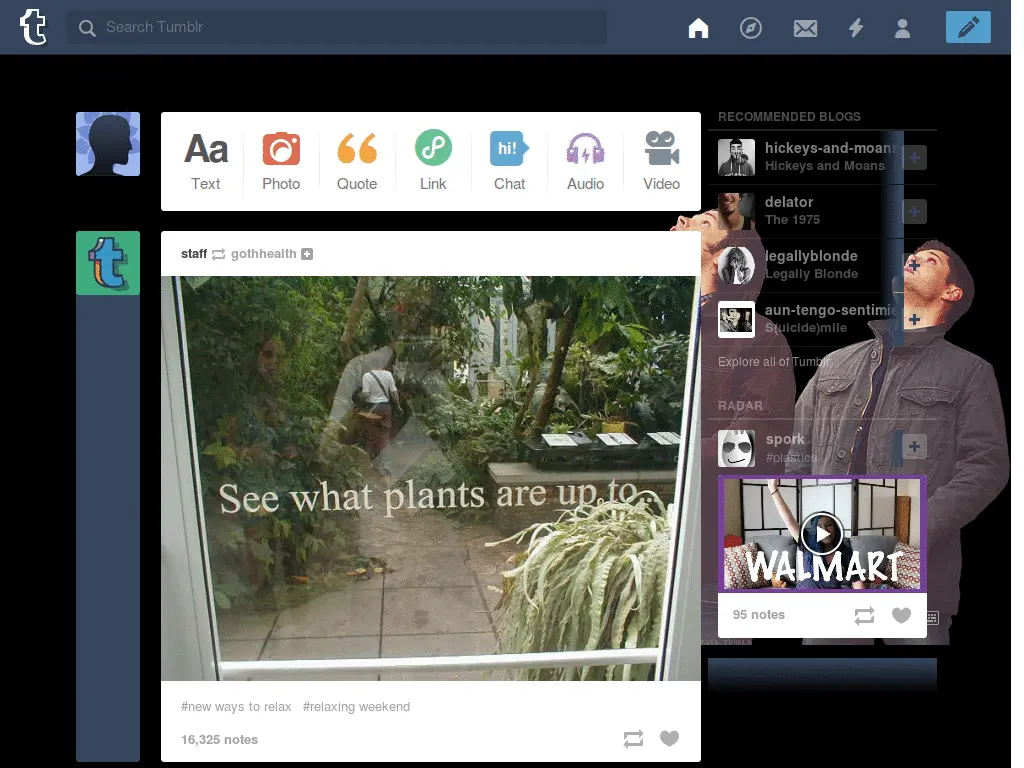 Search Tumblr
Aa
Text
Photo
Quote
Link
hi!
Chat
Audio
Video
staff gothhealth
See what plants are up to...
#new ways to relax #relaxing weekend
16,325 notes
RECOMMENDED BLOGS
hickeys-and-moans
Hickeys and Moans
delator
The 1975
legallyblonde
Legally Blonde
aun-tengo-sentimie
S(uicide)mile
Explore all of Tumblr
RADAR
spork
#plastics
WALMART
95 notes